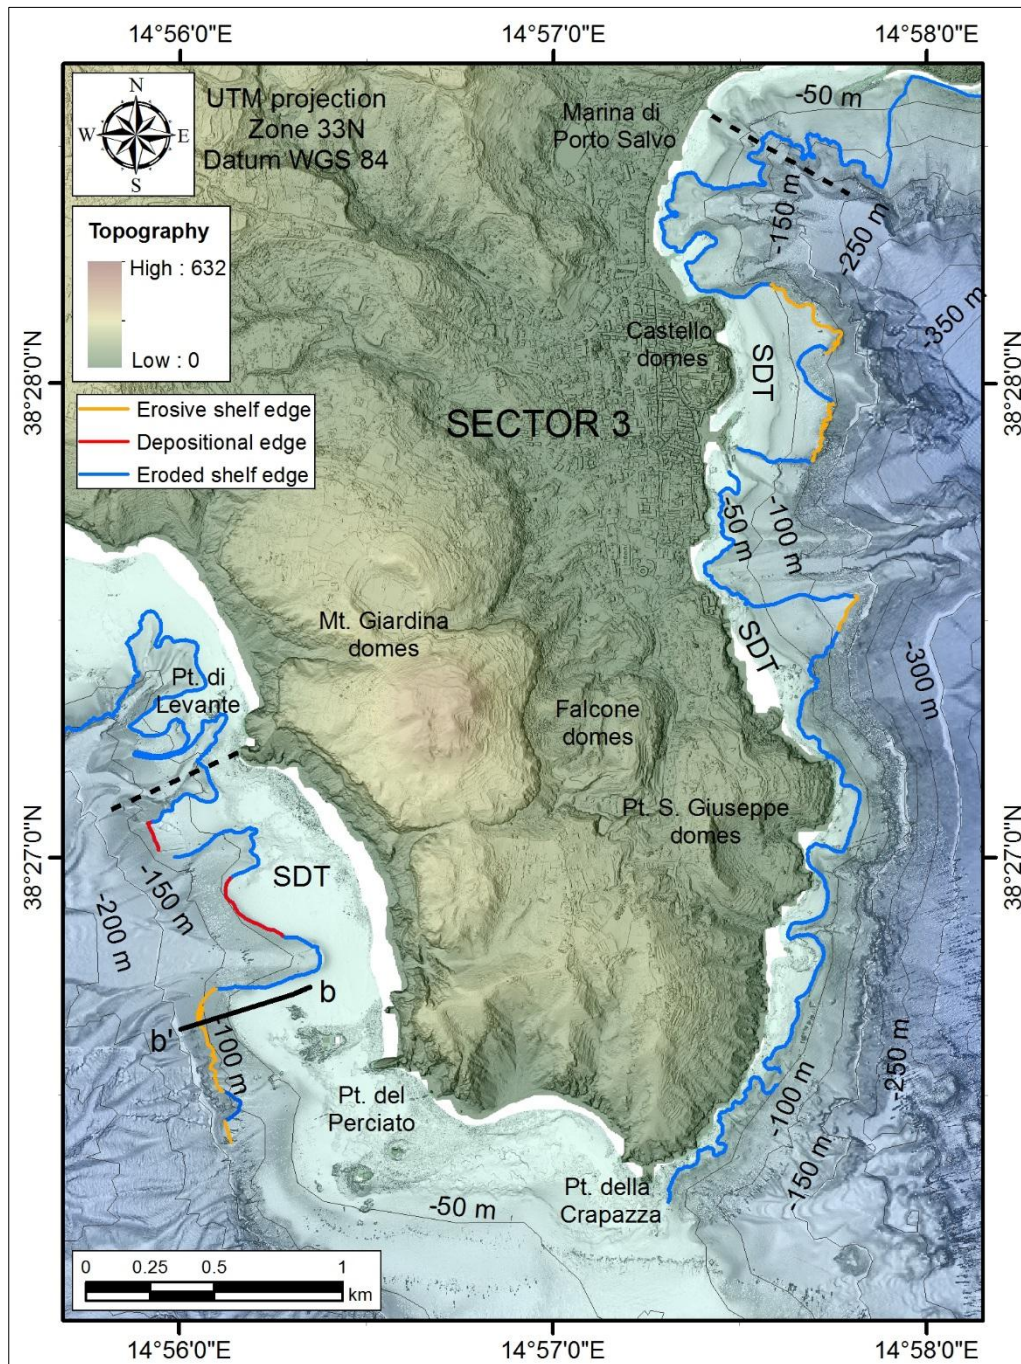 14°56'0"E
14°57'0"E
14°58'0"E
N
W E
S
UTM projection
Zone 33N
Datum WGS 84
Marina di
Porto Salvo
-50 m
-150 m
-250 m
-350 m
Topography
High : 632
Low : 0
Erosive shelf edge
Depositional edge
Eroded shelf edge
38°28'0"N
38°28'0"N
Castello
domes
SDT
SECTOR 3
-50 m
-100 m
Mt. Giardina
domes
SDT
-300 m
Pt. di
Levante
Falcone
domes
Pt. S. Giuseppe
domes
38°27'0"N
38°27'0"N
-150 m
-200 m
SDT
b
b'
-100 m
-250 m
-100 m
-150 m
Pt. del
Perciato
Pt. della
Crapazza
-50 m
0 0.25 0.5 1
km
14°56'0"E
14°57'0"E
14°58'0"E